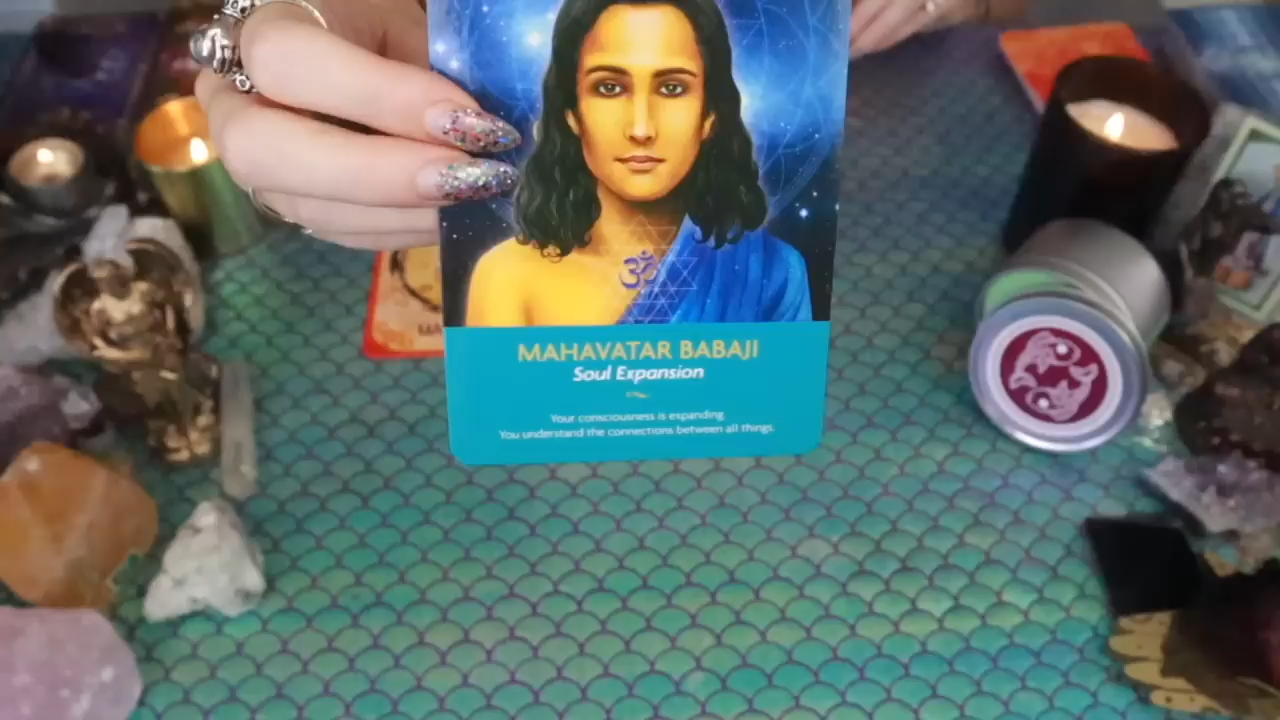 ॐ
MAHAVATAR BABAJI
Soul Expansion
Your consciousness is expanding.
You understand the connections between all things.